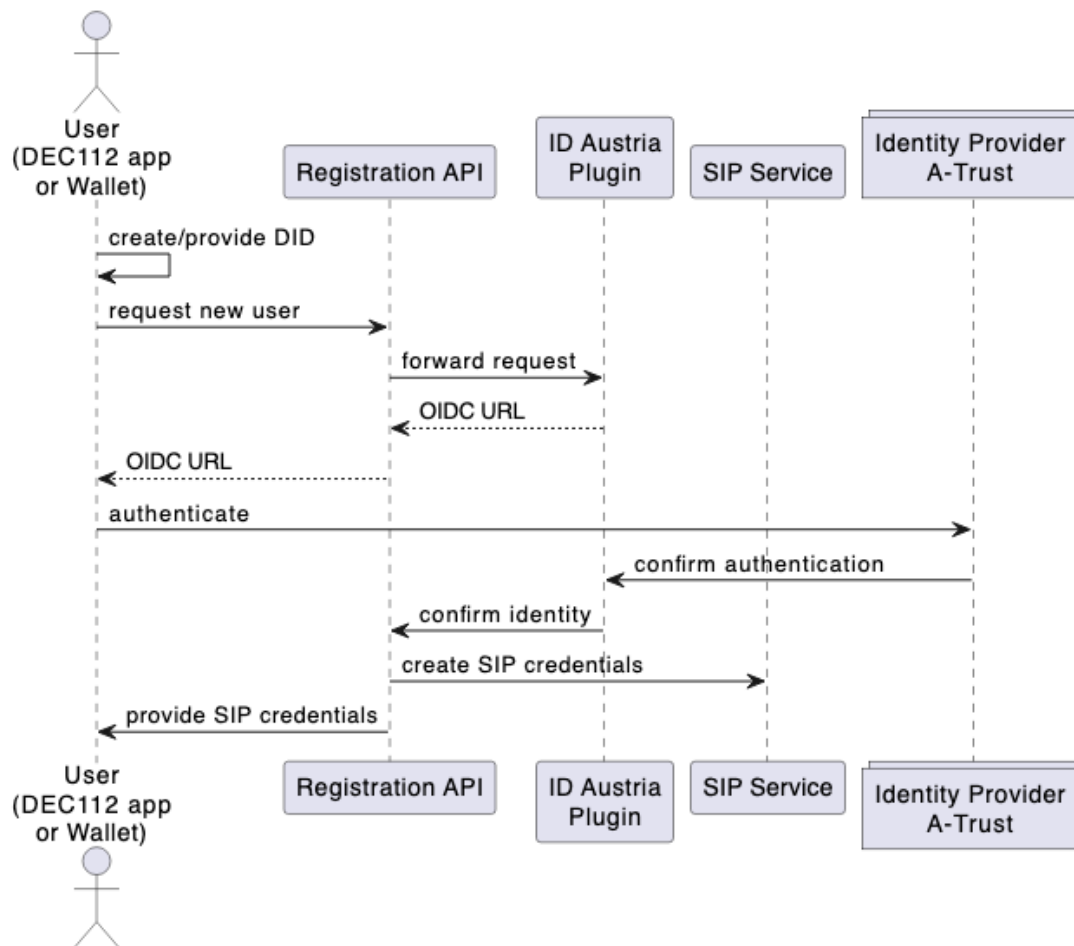 User
(DEC112 app
or Wallet)
Registration API
ID Austria
Plugin
SIP Service
Identity Provider
A-Trust
create/provide DID
request new user
forward request
OIDC URL
OIDC URL
authenticate
confirm authentication
confirm identity
create SIP credentials
provide SIP credentials
User
(DEC112 app
or Wallet)
Registration API
ID Austria
Plugin
SIP Service
Identity Provider
A-Trust